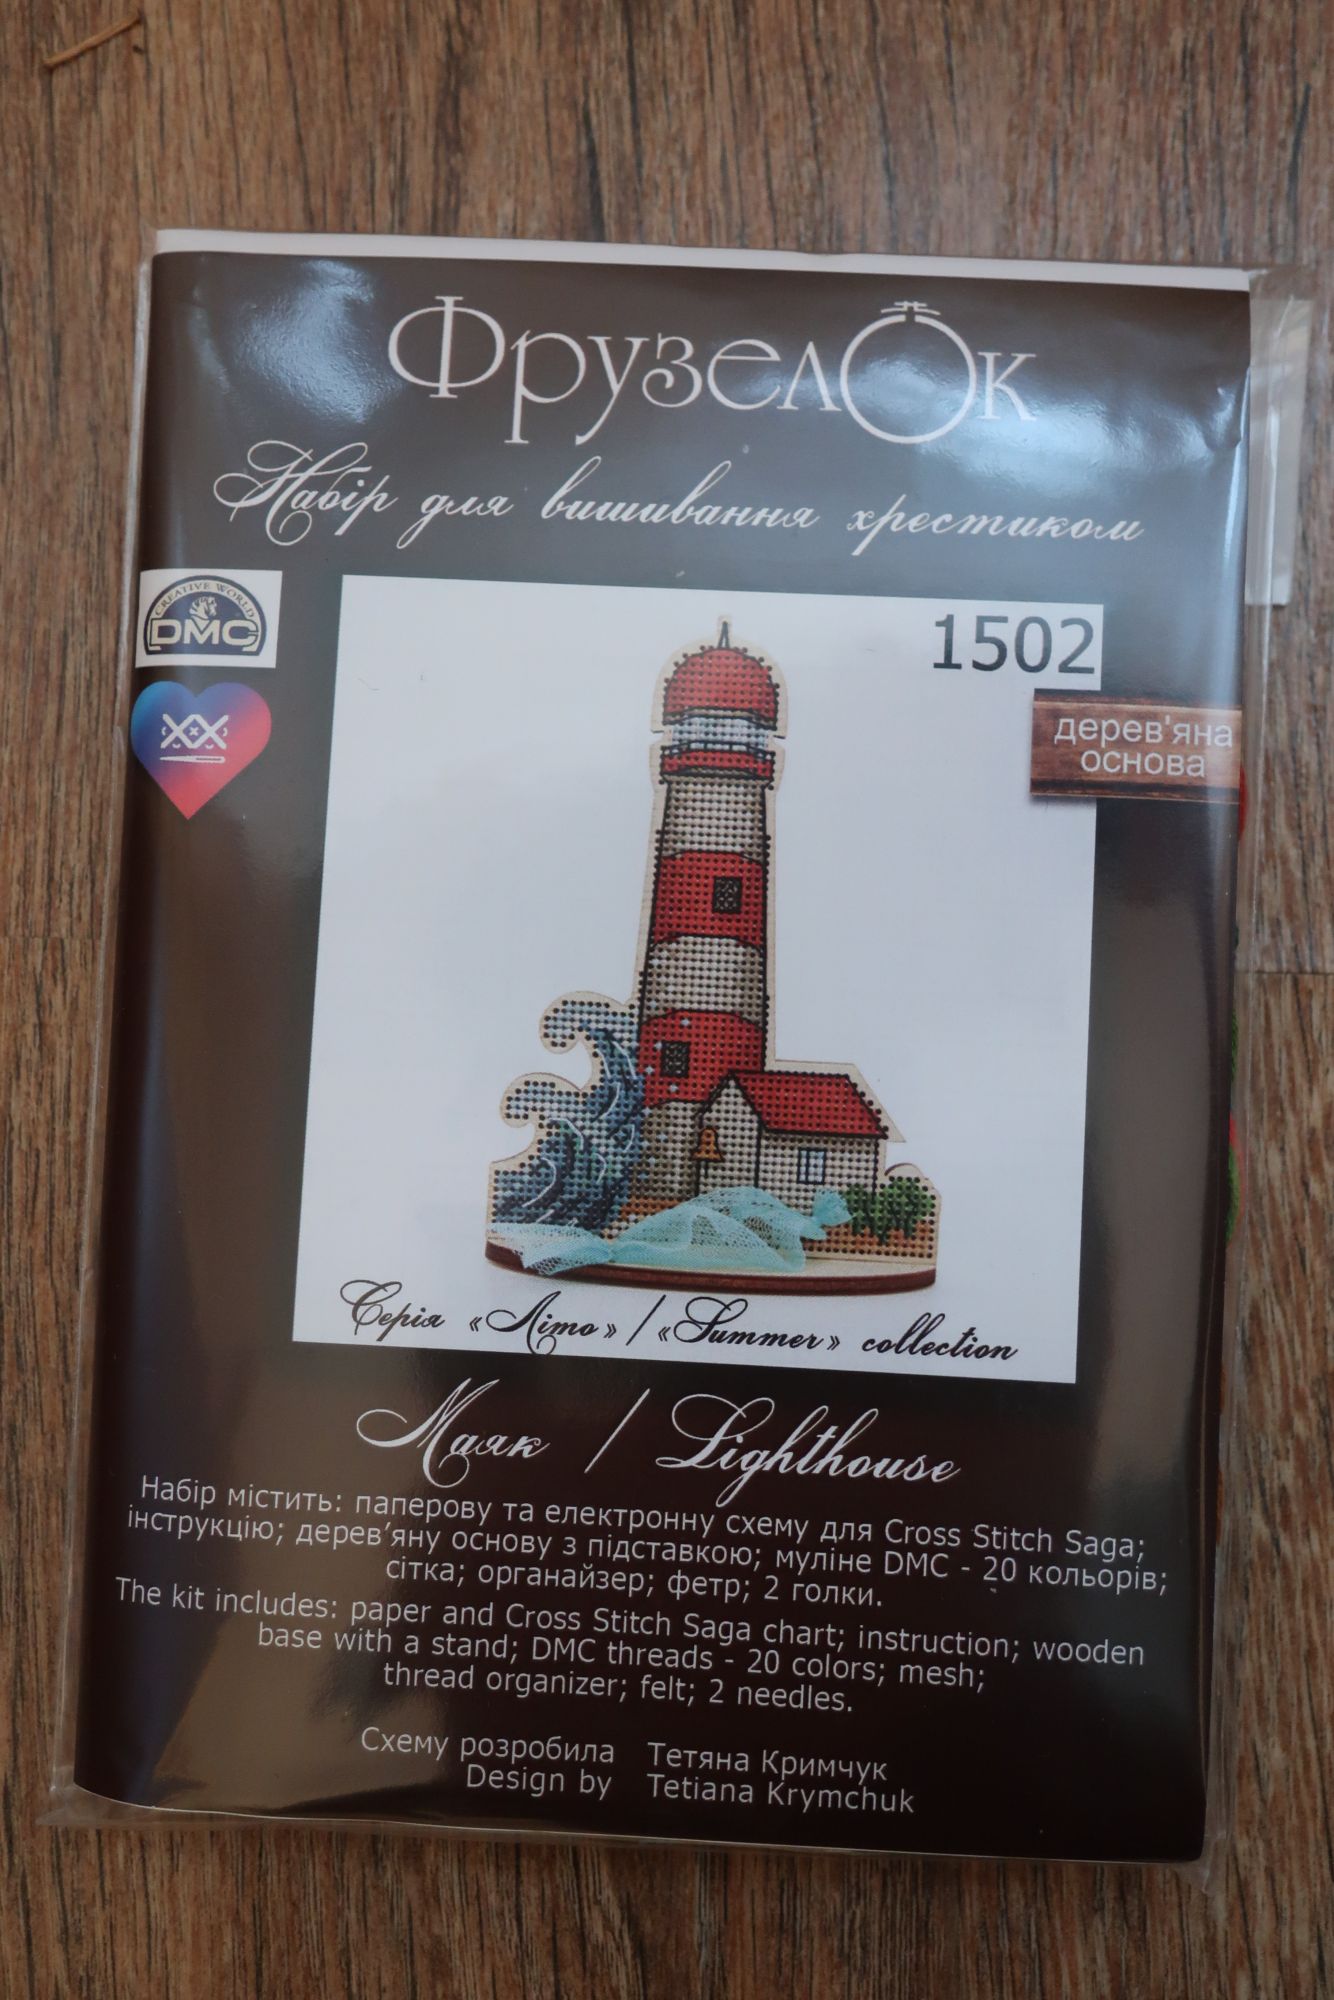 ФрузелОк
Набір для вишивання хрестиком
CREATIVE WORLD
DMC
1502
дерев'яна
основа
Серія «Літо» / «Summer» collection
Маяк / Lighthouse
Набір містить: паперову та електронну схему для Cross Stitch Saga;
інструкцію; дерев’яну основу з підставкою; муліне DMC - 20 кольорів;
сітка; органайзер; фетр; 2 голки.
The kit includes: paper and Cross Stitch Saga chart; instruction; wooden
base with a stand; DMC threads - 20 colors; mesh;
thread organizer; felt; 2 needles.
Схему розробила Тетяна Кримчук
Design by Tetiana Krymchuk